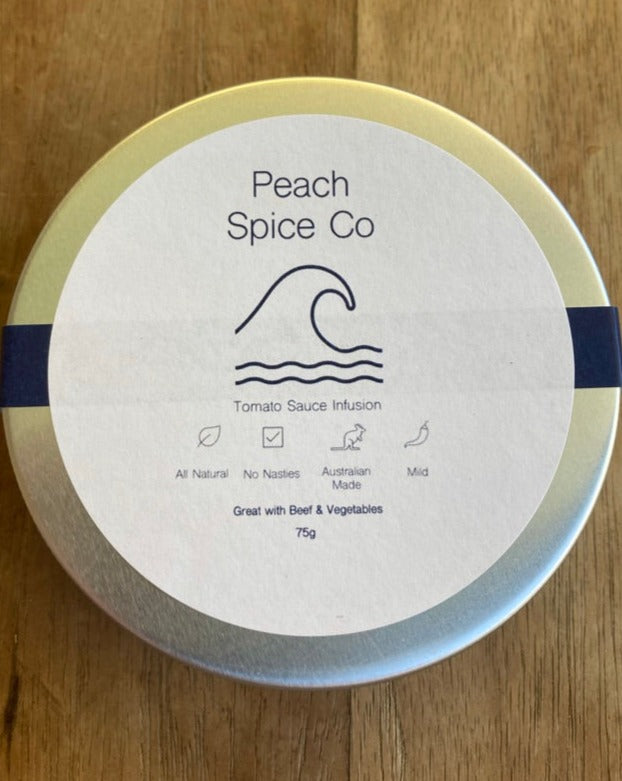 Peach
Spice Co
Tomato Sauce Infusion
All Natural No Nasties Australian Made Mild
Great with Beef & Vegetables
75g